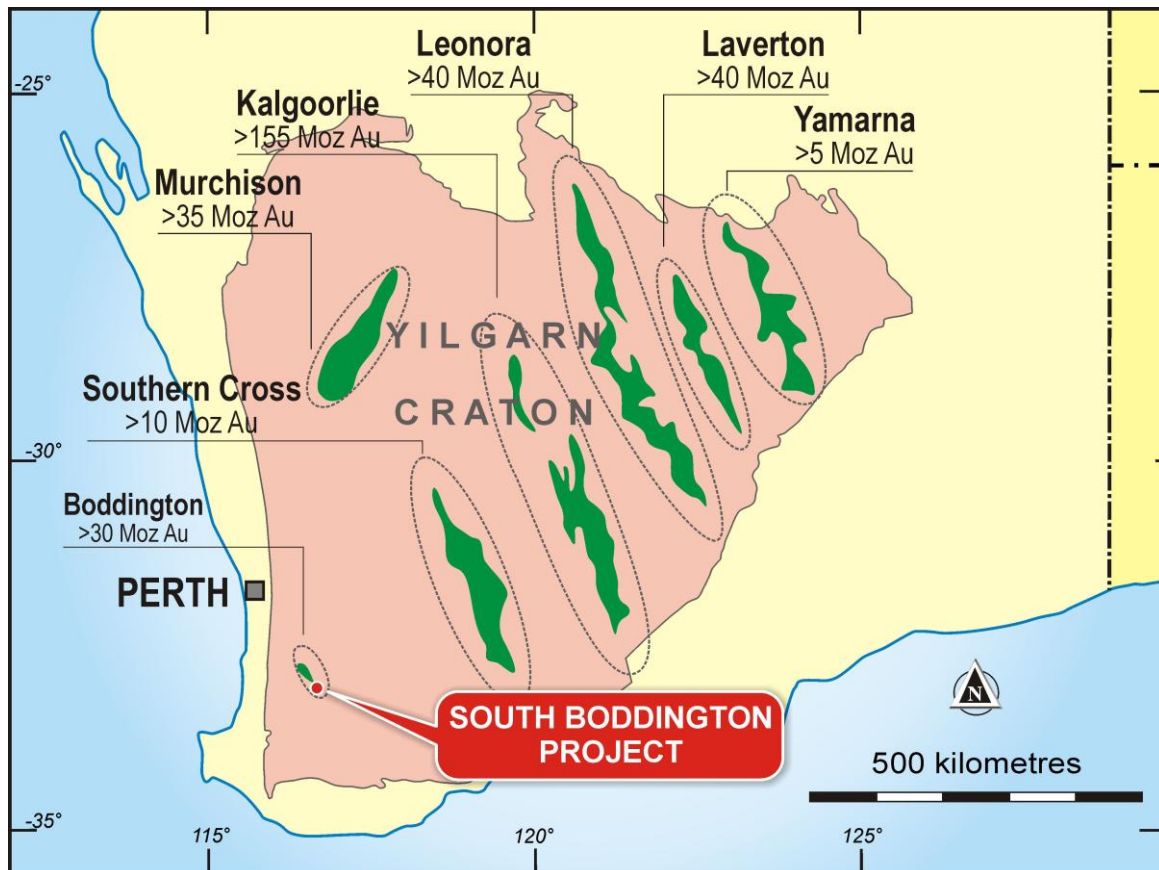 Leonora
>40 Moz Au
Laverton
>40 Moz Au
-25°
Kalgoorlie
>155 Moz Au
Yamarna
>5 Moz Au
Murchison
>35 Moz Au
YILGARN
CRATON
Southern Cross
>10 Moz Au
-30°
Boddington
>30 Moz Au
PERTH
SOUTH BODDINGTON
PROJECT
N
500 kilometres
-35°
115°
120°
125°